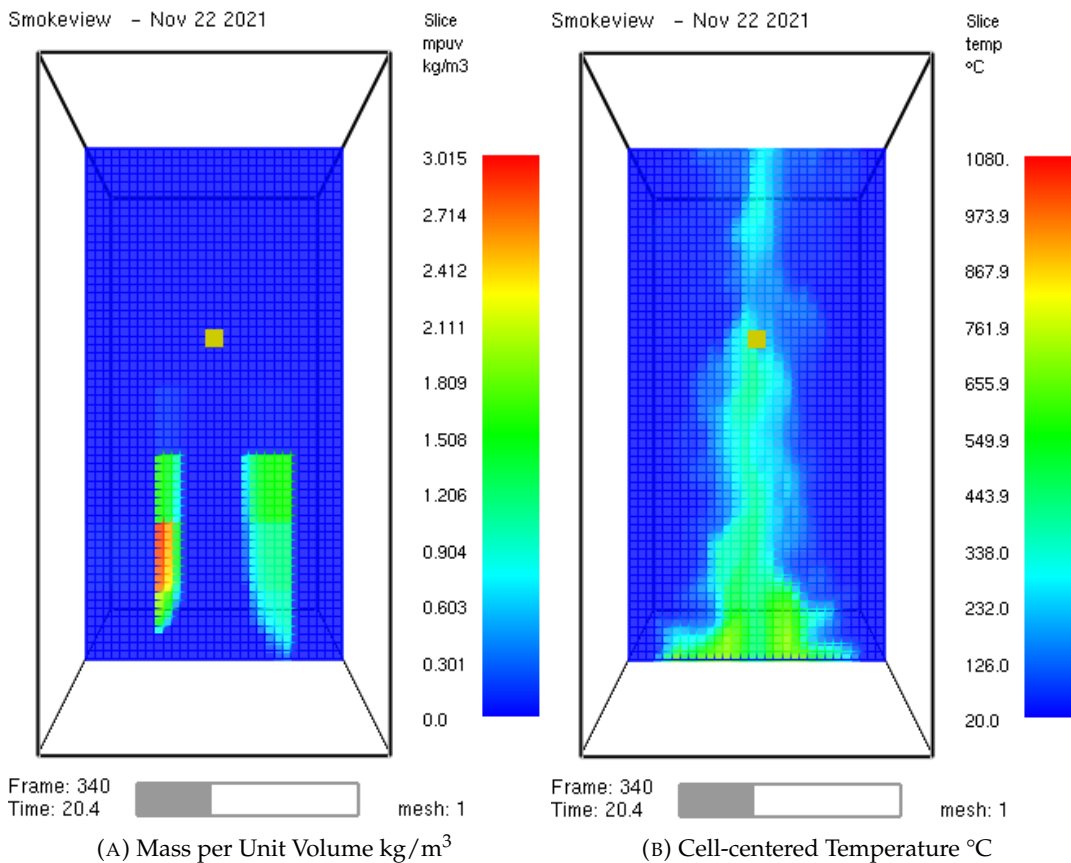 Smokeview - Nov 22 2021
Slice
mpuv
kg/m3
3.015
2.714
2.412
2.111
1.809
1.508
1.206
0.904
0.603
0.301
0.0
Frame: 340
Time: 20.4
mesh: 1
(A) Mass per Unit Volume kg/m³
Smokeview - Nov 22 2021
Slice
temp
°C
1080.
973.9
867.9
761.9
655.9
549.9
443.9
338.0
232.0
126.0
20.0
Frame: 340
Time: 20.4
mesh: 1
(B) Cell-centered Temperature °C